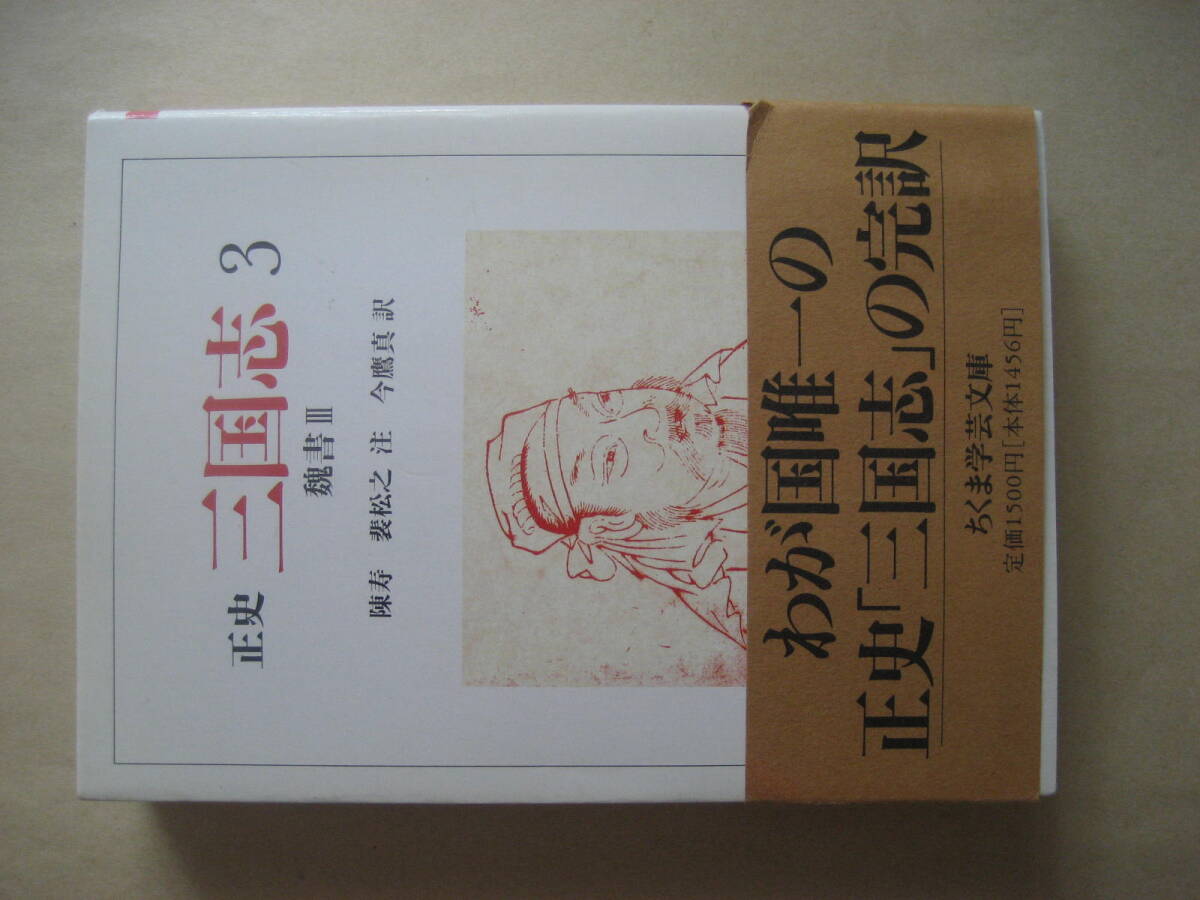 正史 三国志 3
魏書 III
陳寿 裴松之 注 今鷹真 訳
わが国唯一の
正史「三国志」の完訳
ちくま学芸文庫
定価1500円[本体1456円]